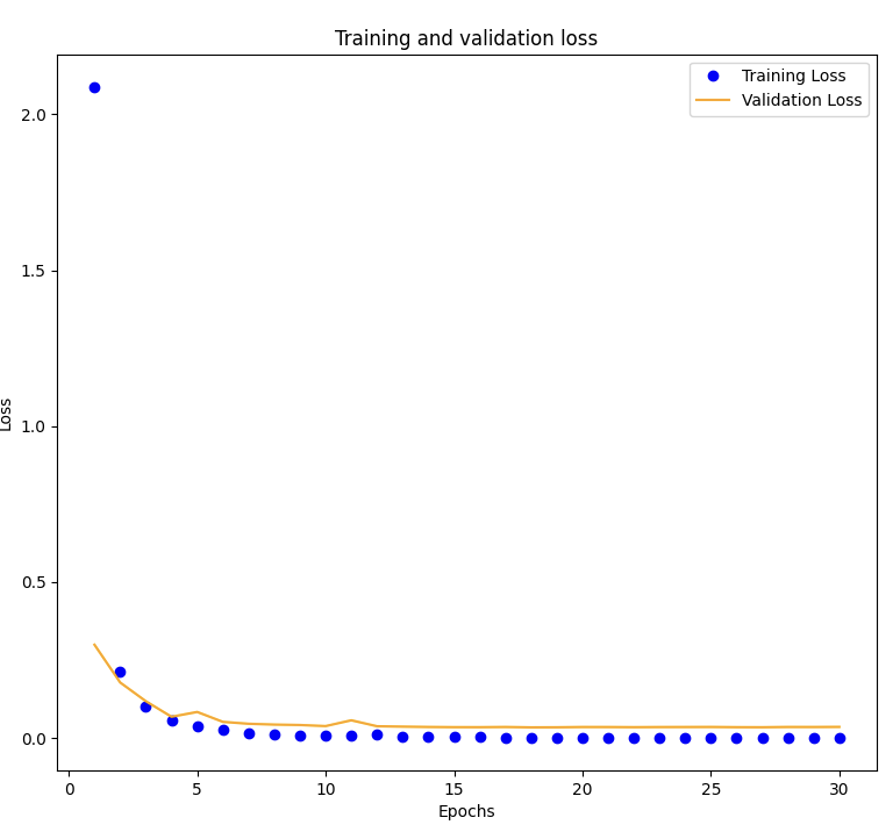 Training and validation loss
Training Loss
Validation Loss
2.0
1.5
1.0
0.5
0.0
Loss
0 5 10 15 20 25 30
Epochs